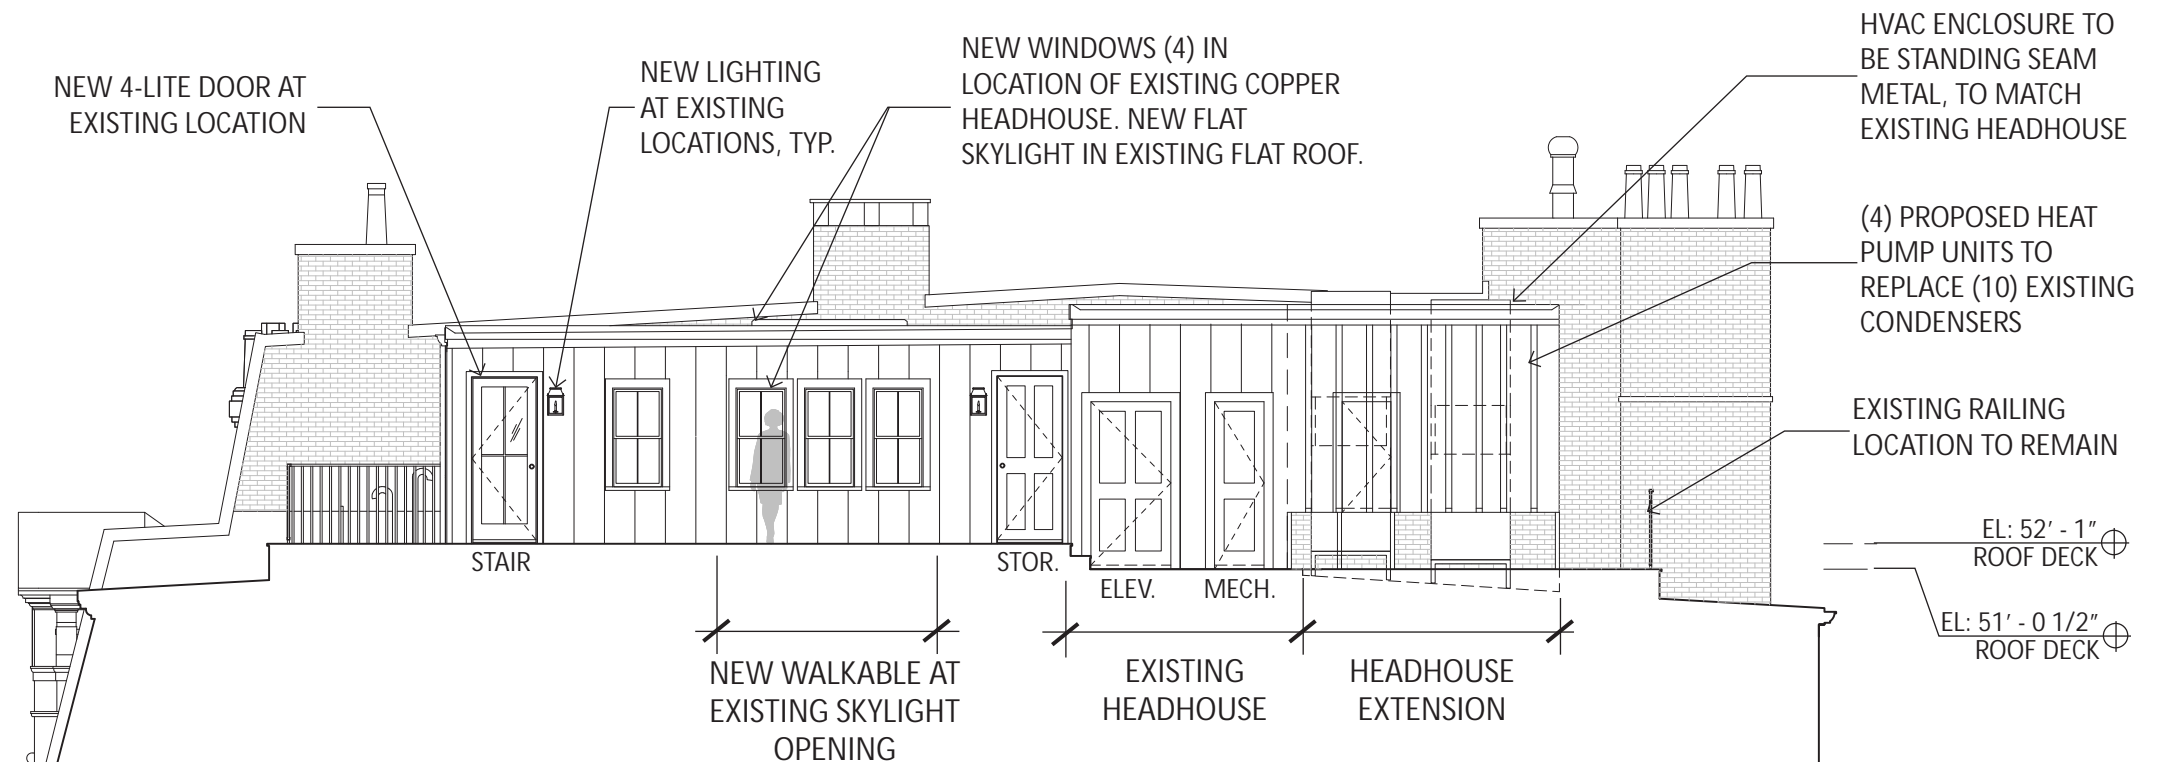 NEW 4-LITE DOOR AT
EXISTING LOCATION
NEW LIGHTING
AT EXISTING
LOCATIONS, TYP.
NEW WINDOWS (4) IN
LOCATION OF EXISTING COPPER
HEADHOUSE. NEW FLAT
SKYLIGHT IN EXISTING FLAT ROOF.
HVAC ENCLOSURE TO
BE STANDING SEAM
METAL, TO MATCH
EXISTING HEADHOUSE
(4) PROPOSED HEAT
PUMP UNITS TO
REPLACE (10) EXISTING
CONDENSERS
EXISTING RAILING
LOCATION TO REMAIN
EL: 52' - 1"
ROOF DECK
EL: 51' - 0 1/2"
ROOF DECK
STAIR
STOR.
ELEV.
MECH.
NEW WALKABLE AT
EXISTING SKYLIGHT
OPENING
EXISTING
HEADHOUSE
HEADHOUSE
EXTENSION